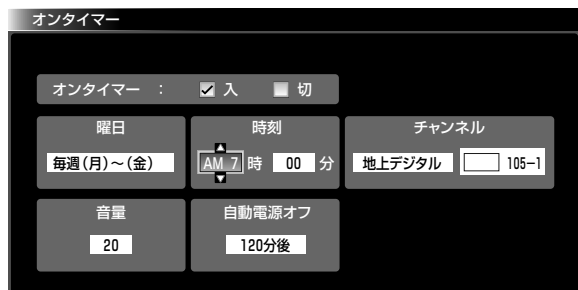 オンタイマー
オンタイマー ： 入 切
曜日 時刻 チャンネル
毎週(月)～(金) AM 7 時 00 分 地上デジタル 105-1
音量 自動電源オフ
20 120分後